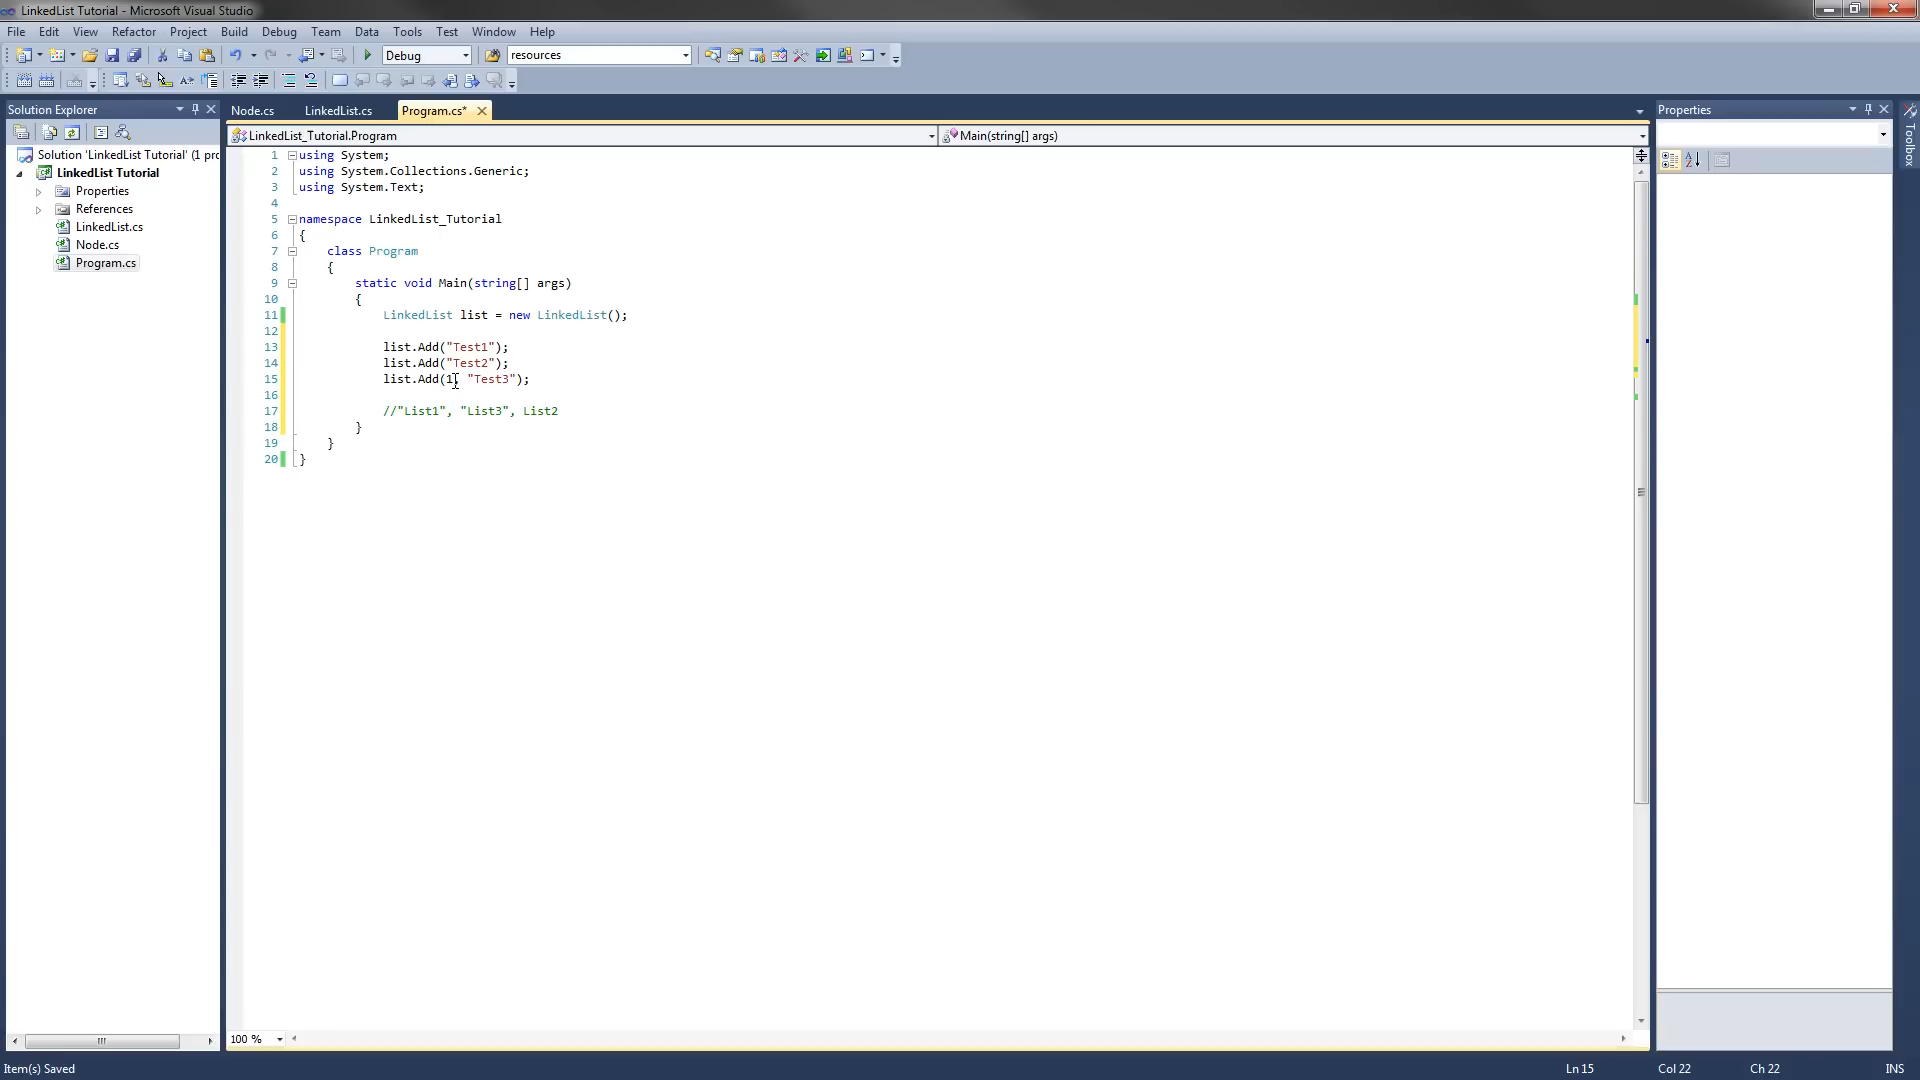 LinkedList Tutorial - Microsoft Visual Studio
File Edit View Refactor Project Build Debug Team Data Tools Test Window Help
Debug resources
Solution Explorer
Solution 'LinkedList Tutorial' (1 pro
LinkedList Tutorial
Properties
References
LinkedList.cs
Node.cs
Program.cs
Node.cs LinkedList.cs Program.cs*
LinkedList_Tutorial.Program Main(string[] args)
1 using System;
2 using System.Collections.Generic;
3 using System.Text;
4
5 namespace LinkedList_Tutorial
6 {
7 class Program
8 {
9 static void Main(string[] args)
10 {
11 LinkedList list = new LinkedList();
12
13 list.Add("Test1");
14 list.Add("Test2");
15 list.Add(1, "Test3");
16
17 //"List1", "List3", List2
18 }
19 }
20 }
100 %
Properties
Toolbox
Item(s) Saved Ln 15 Col 22 Ch 22 INS